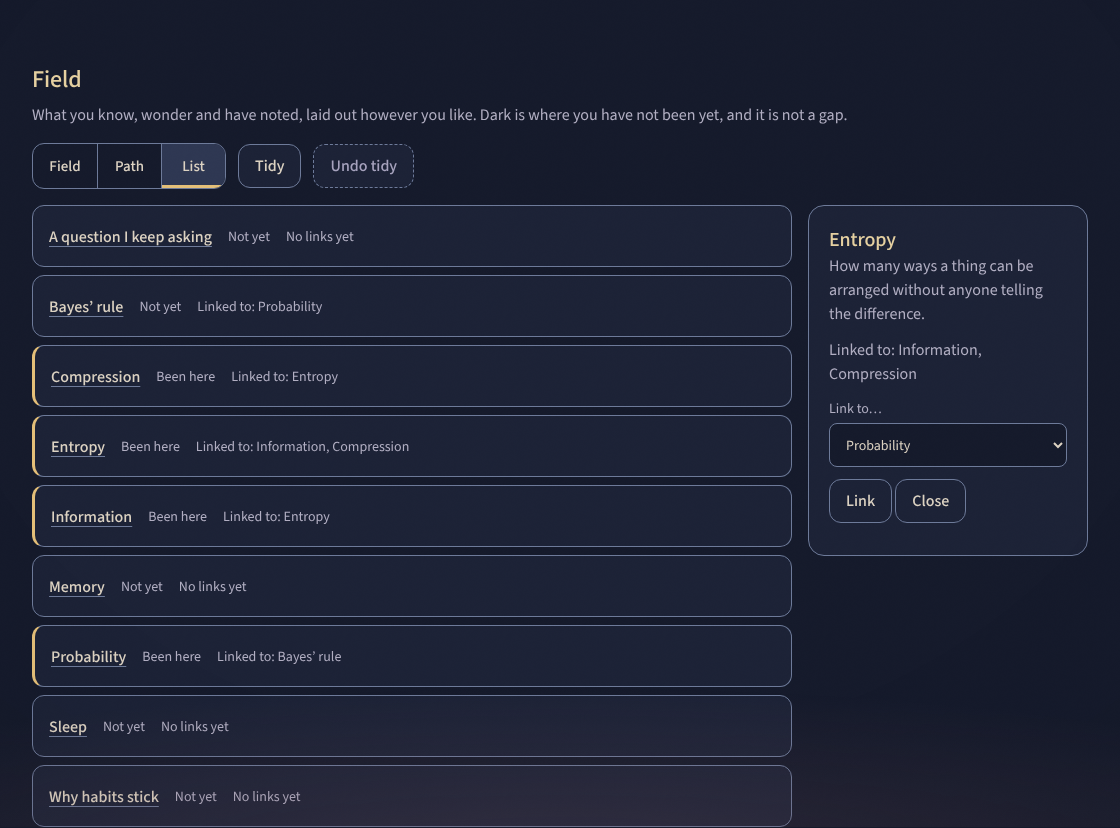 Field
What you know, wonder and have noted, laid out however you like. Dark is where you have not been yet, and it is not a gap.
Field Path List Tidy Undo tidy
A question I keep asking Not yet No links yet
Bayes’ rule Not yet Linked to: Probability
Compression Been here Linked to: Entropy
Entropy Been here Linked to: Information, Compression
Information Been here Linked to: Entropy
Memory Not yet No links yet
Probability Been here Linked to: Bayes’ rule
Sleep Not yet No links yet
Why habits stick Not yet No links yet
Entropy
How many ways a thing can be
arranged without anyone telling
the difference.
Linked to: Information,
Compression
Link to…
Probability
Link Close